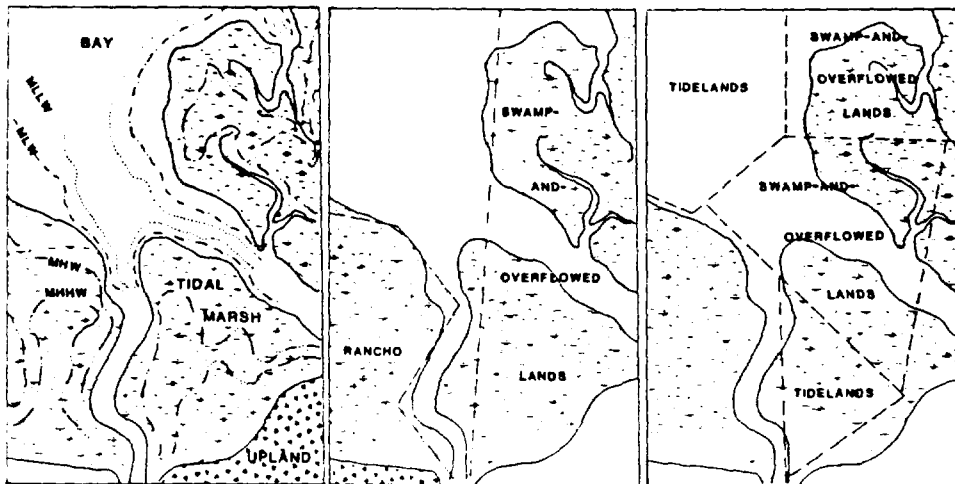 BAY
MLLW
MLW
MHW
MHHW
TIDAL
MARSH
UPLAND
SWAMP-
AND-
OVERFLOWED
RANCHO
LANDS
SWAMP-AND-
OVERFLOWED
LANDS
TIDELANDS
SWAMP-AND-
OVERFLOWED
LANDS
TIDELANDS